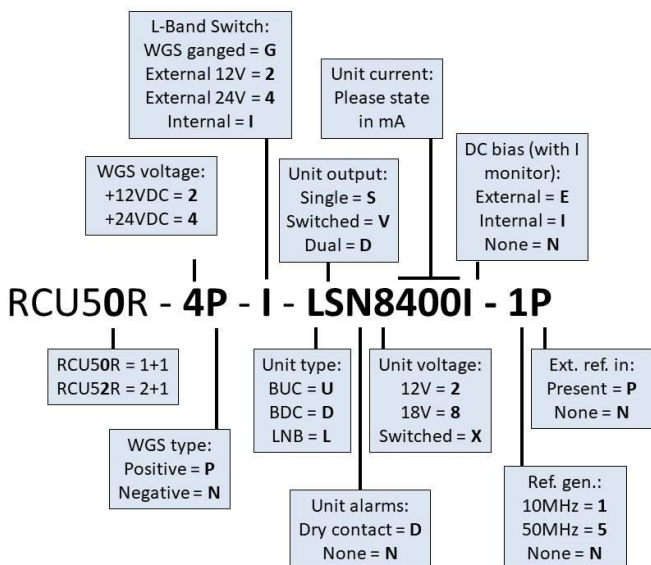 L-Band Switch:
WGS ganged = G
External 12V = 2
External 24V = 4
Internal = I
Unit current:
Please state
in mA
WGS voltage:
+12VDC = 2
+24VDC = 4
Unit output:
Single = S
Switched = V
Dual = D
DC bias (with I
monitor):
External = E
Internal = I
None = N
RCU50R - 4P - I - LSN8400I - 1P
RCU50R = 1+1
RCU52R = 2+1
Unit type:
BUC = U
BDC = D
LNB = L
Unit voltage:
12V = 2
18V = 8
Switched = X
Ext. ref. in:
Present = P
None = N
WGS type:
Positive = P
Negative = N
Unit alarms:
Dry contact = D
None = N
Ref. gen.:
10MHz = 1
50MHz = 5
None = N